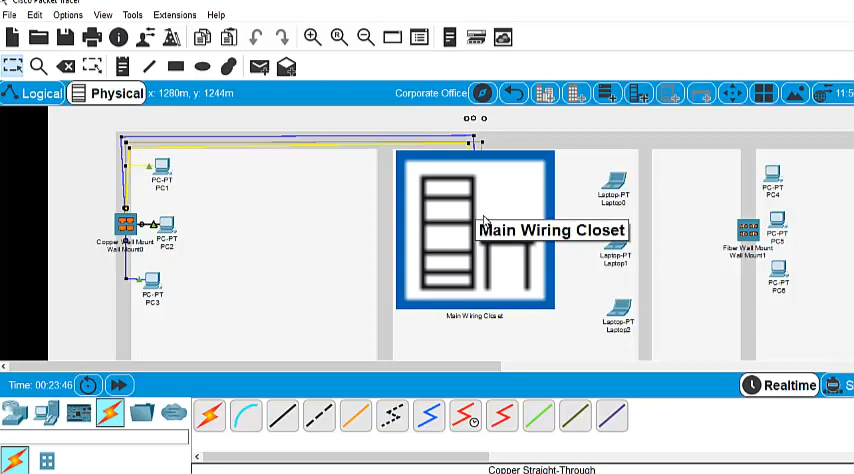 Cisco Packet Tracer
File Edit Options View Tools Extensions Help
Logical Physical x: 1280m, y: 1244m Corporate Office
PC-PT
PC1
Copper Wall Mount
Wall Mount0
PC-PT
PC2
PC-PT
PC3
Main Wiring Closet
Main Wiring Closet
Laptop-PT
Laptop0
Laptop-PT
Laptop1
Laptop-PT
Laptop2
PC-PT
PC4
Fiber Wall Mount
Wall Mount1
PC-PT
PC5
PC-PT
PC6
Time: 00:23:46 Realtime
Copper Straight-Through